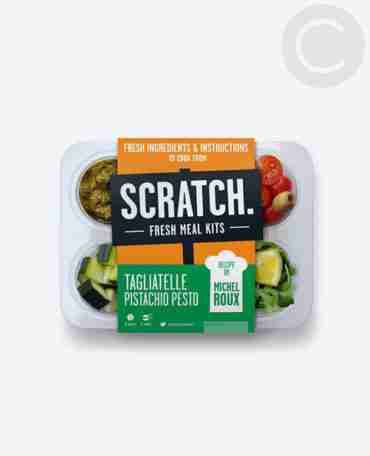 C
FRESH INGREDIENTS & INSTRUCTIONS
TO COOK FROM
SCRATCH.
FRESH MEAL KITS
TAGLIATELLE
PISTACHIO PESTO
RECIPE
BY
MICHEL
ROUX